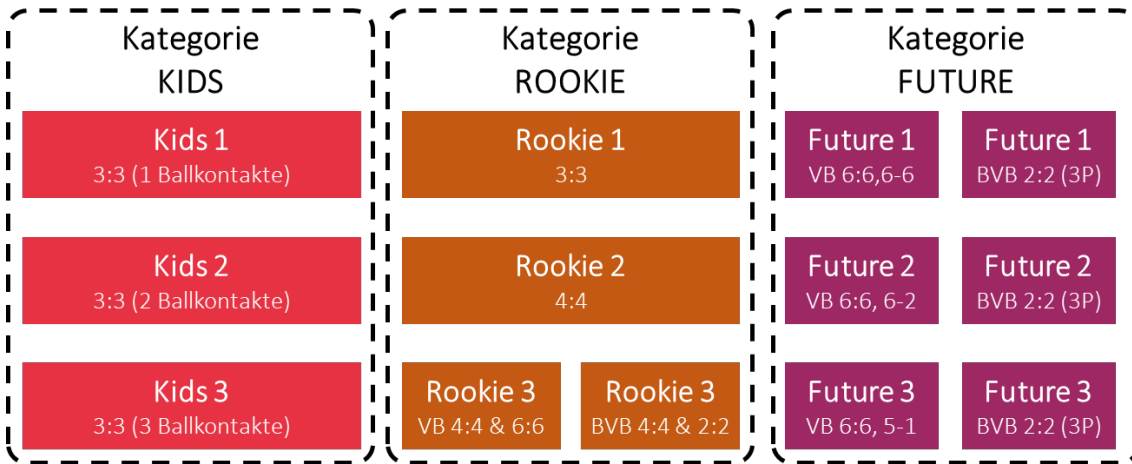 Kategorie
KIDS
Kids 1
3:3 (1 Ballkontakte)
Kids 2
3:3 (2 Ballkontakte)
Kids 3
3:3 (3 Ballkontakte)
Kategorie
ROOKIE
Rookie 1
3:3
Rookie 2
4:4
Rookie 3
VB 4:4 & 6:6
Rookie 3
BVB 4:4 & 2:2
Kategorie
FUTURE
Future 1
VB 6:6,6-6
Future 1
BVB 2:2 (3P)
Future 2
VB 6:6, 6-2
Future 2
BVB 2:2 (3P)
Future 3
VB 6:6, 5-1
Future 3
BVB 2:2 (3P)